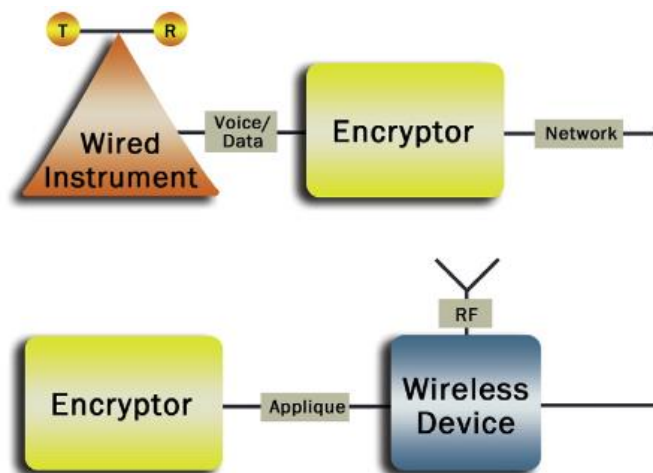 T
R
Wired
Instrument
Voice/
Data
Encryptor
Network
RF
Encryptor
Applique
Wireless
Device